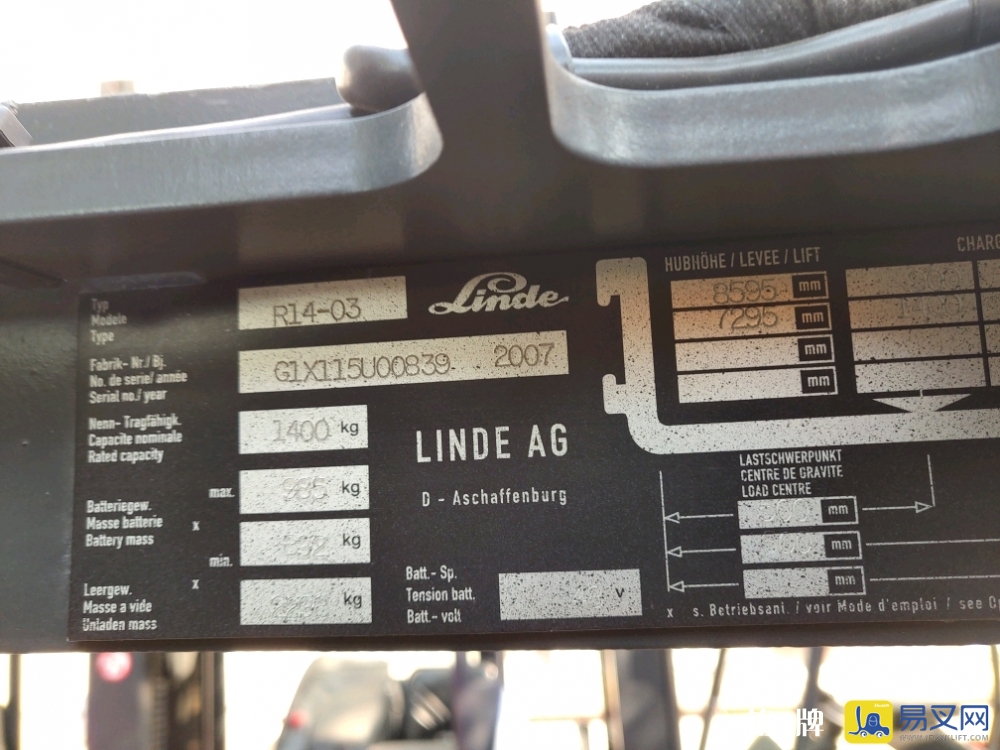 Typ
Modele
Type
R14-03
Linde
Fabrik- Nr./ Bj.
No. de serie/ année
Serial no./ year
G1X115U00839 2007
Nenn- Tragfähigk.
Capacite nominale
Rated capacity
1400 kg
LINDE AG
D - Aschaffenburg
Batteriegew.
Masse batterie x
Battery mass
max.
kg
min.
kg
Leergew. x
Masse a vide
Unladen mass
kg
Batt.- Sp.
Tension batt.
Batt.- volt
v
HUBHÖHE / LEVEE / LIFT
8595 mm
7295 mm
mm
mm
LASTSCHWERPUNKT
CENTRE DE GRAVITE
LOAD CENTRE
mm
mm
mm
x s. Betriebsanl. / voir Mode d'emploi / see
牌
易叉网